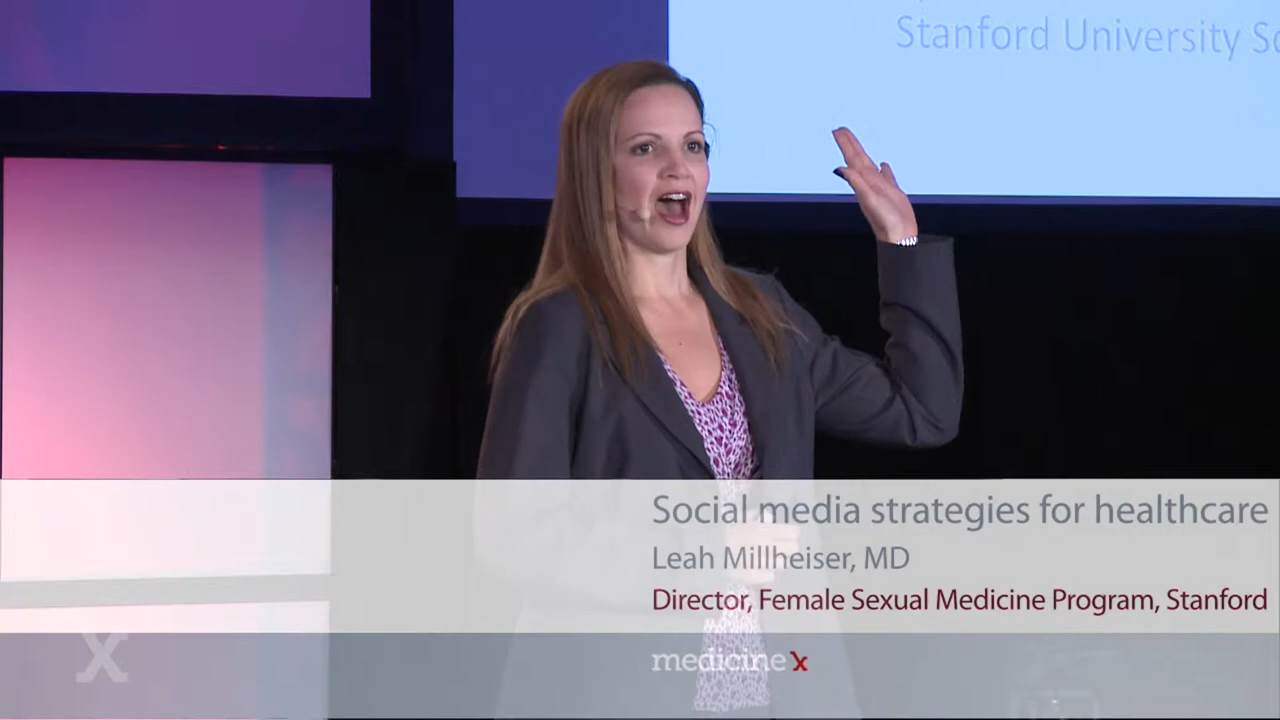 Stanford University
Social media strategies for healthcare
Leah Millheiser, MD
Director, Female Sexual Medicine Program, Stanford
medicine X
X